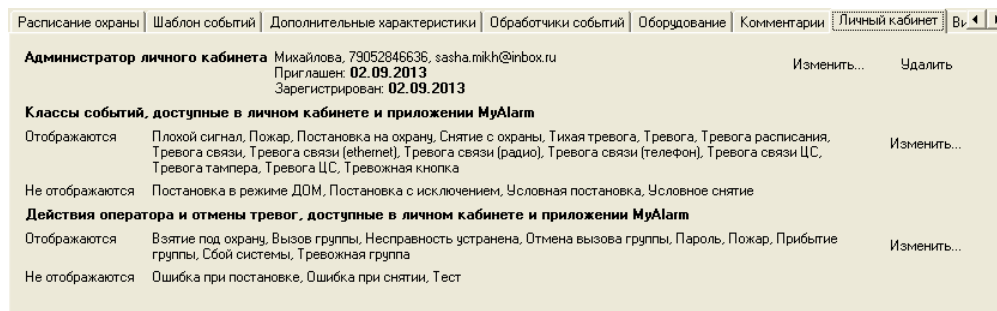 Расписание охраны Шаблон событий Дополнительные характеристики Обработчики событий Оборудование Комментарии Личный кабинет Ви
Администратор личного кабинета Михайлова, 79052846636, sasha.mikh@inbox.ru Изменить... Удалить
Приглашен: 02.09.2013
Зарегистрирован: 02.09.2013
Классы событий, доступные в личном кабинете и приложении MyAlarm
Отображаются Плохой сигнал, Пожар, Постановка на охрану, Снятие с охраны, Тихая тревога, Тревога, Тревога расписания,
Тревога связи, Тревога связи (ethernet), Тревога связи (радио), Тревога связи (телефон), Тревога связи ЦС, Изменить...
Тревога тампера, Тревога ЦС, Тревожная кнопка
Не отображаются Постановка в режиме ДОМ, Постановка с исключением, Условная постановка, Условное снятие
Действия оператора и отмены тревог, доступные в личном кабинете и приложении MyAlarm
Отображаются Взятие под охрану, Вызов группы, Несправность устранена, Отмена вызова группы, Пароль, Пожар, Прибытие Изменить...
группы, Сбой системы, Тревожная группа
Не отображаются Ошибка при постановке, Ошибка при снятии, Тест